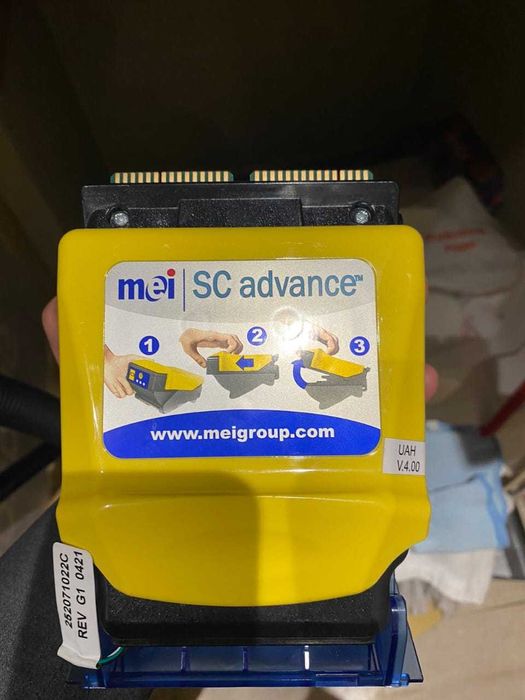 mei SC advance™
1 2 3
www.meigroup.com
UAH
V.4.00
252071022C
REV G1 0421